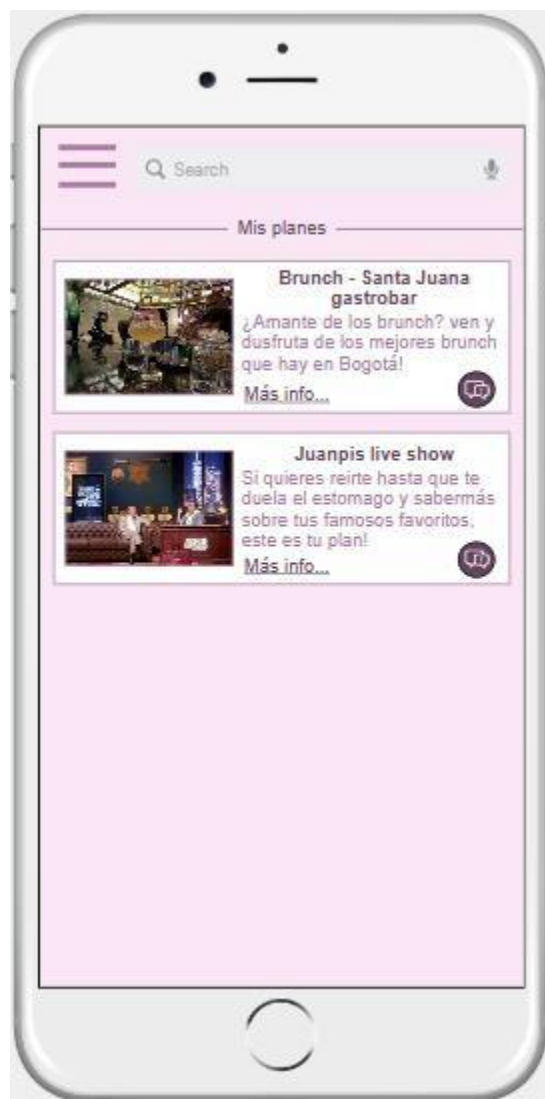 Search
Mis planes
Brunch - Santa Juana
gastrobar
¿Amante de los brunch? ven y
dusfruta de los mejores brunch
que hay en Bogotá!
Más info...
Juanpis live show
Si quieres reirte hasta que te
duela el estomago y sabermás
sobre tus famosos favoritos,
este es tu plan!
Más info...